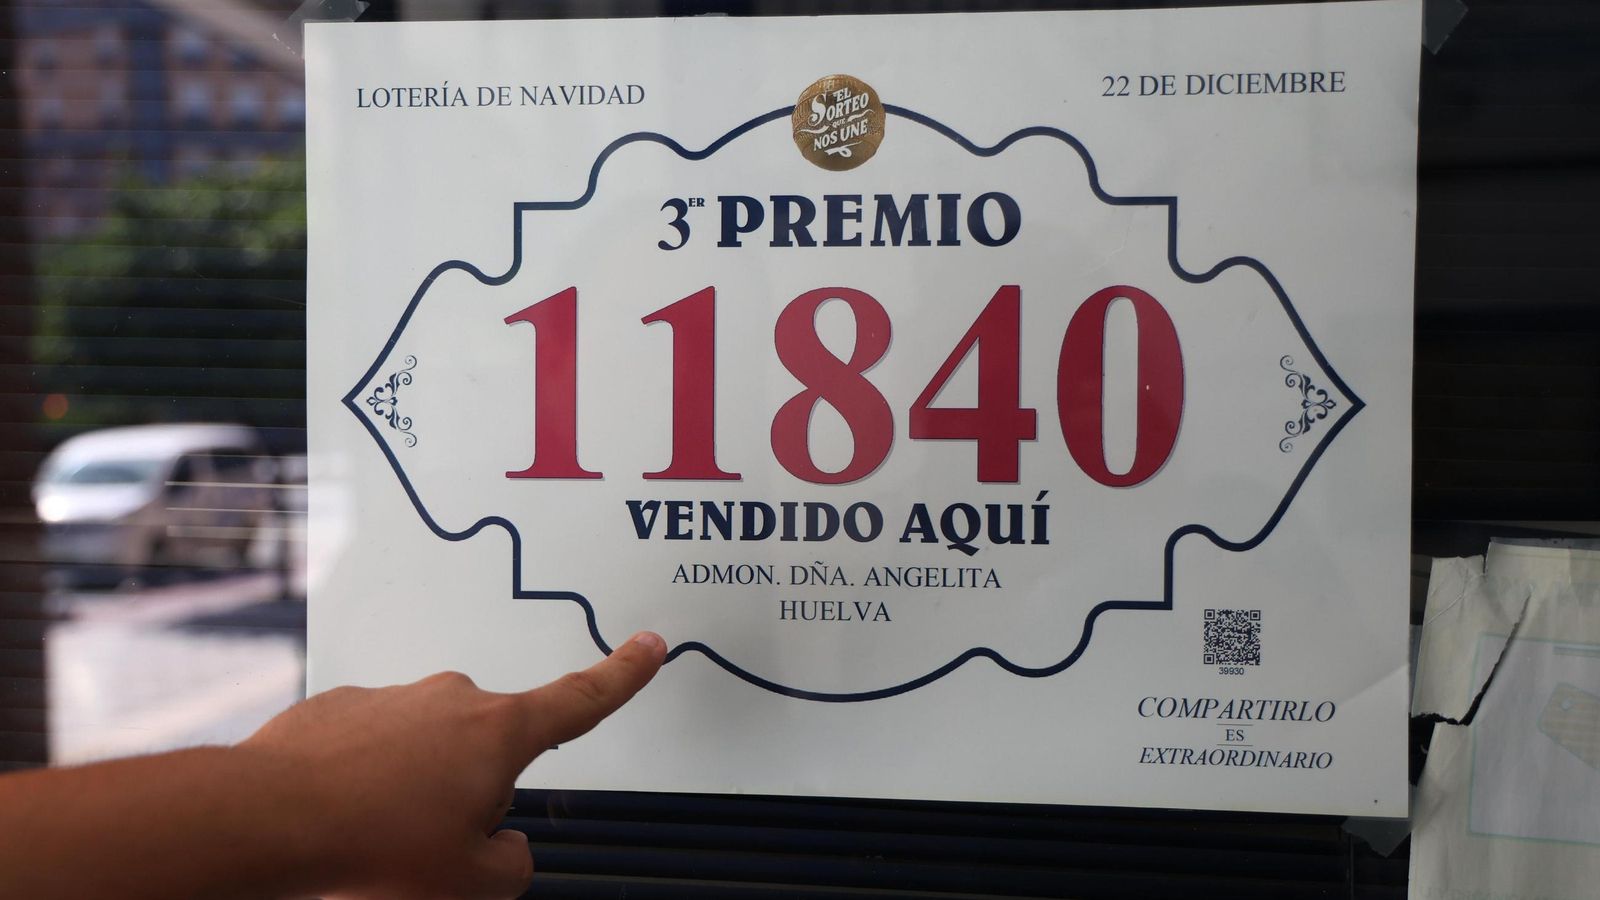 LOTERÍA DE NAVIDAD
22 DE DICIEMBRE
EL
SORTEO
QUE
NOS UNE
3ER PREMIO
11840
VENDIDO AQUÍ
ADMON. DÑA. ANGELITA
HUELVA
39930
COMPARTIRLO
ES
EXTRAORDINARIO